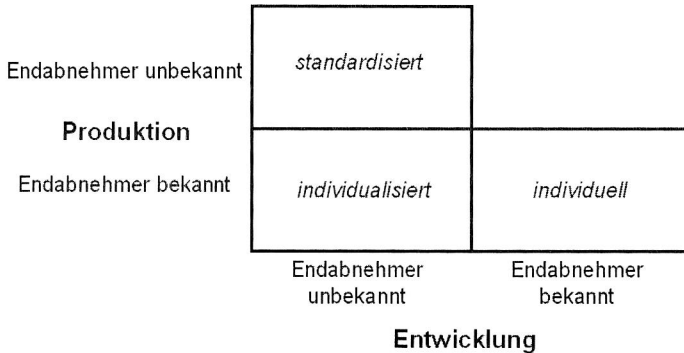 Endabnehmer unbekannt
standardisiert
Produktion
Endabnehmer bekannt
individualisiert
individuell
Endabnehmer
unbekannt
Endabnehmer
bekannt
Entwicklung